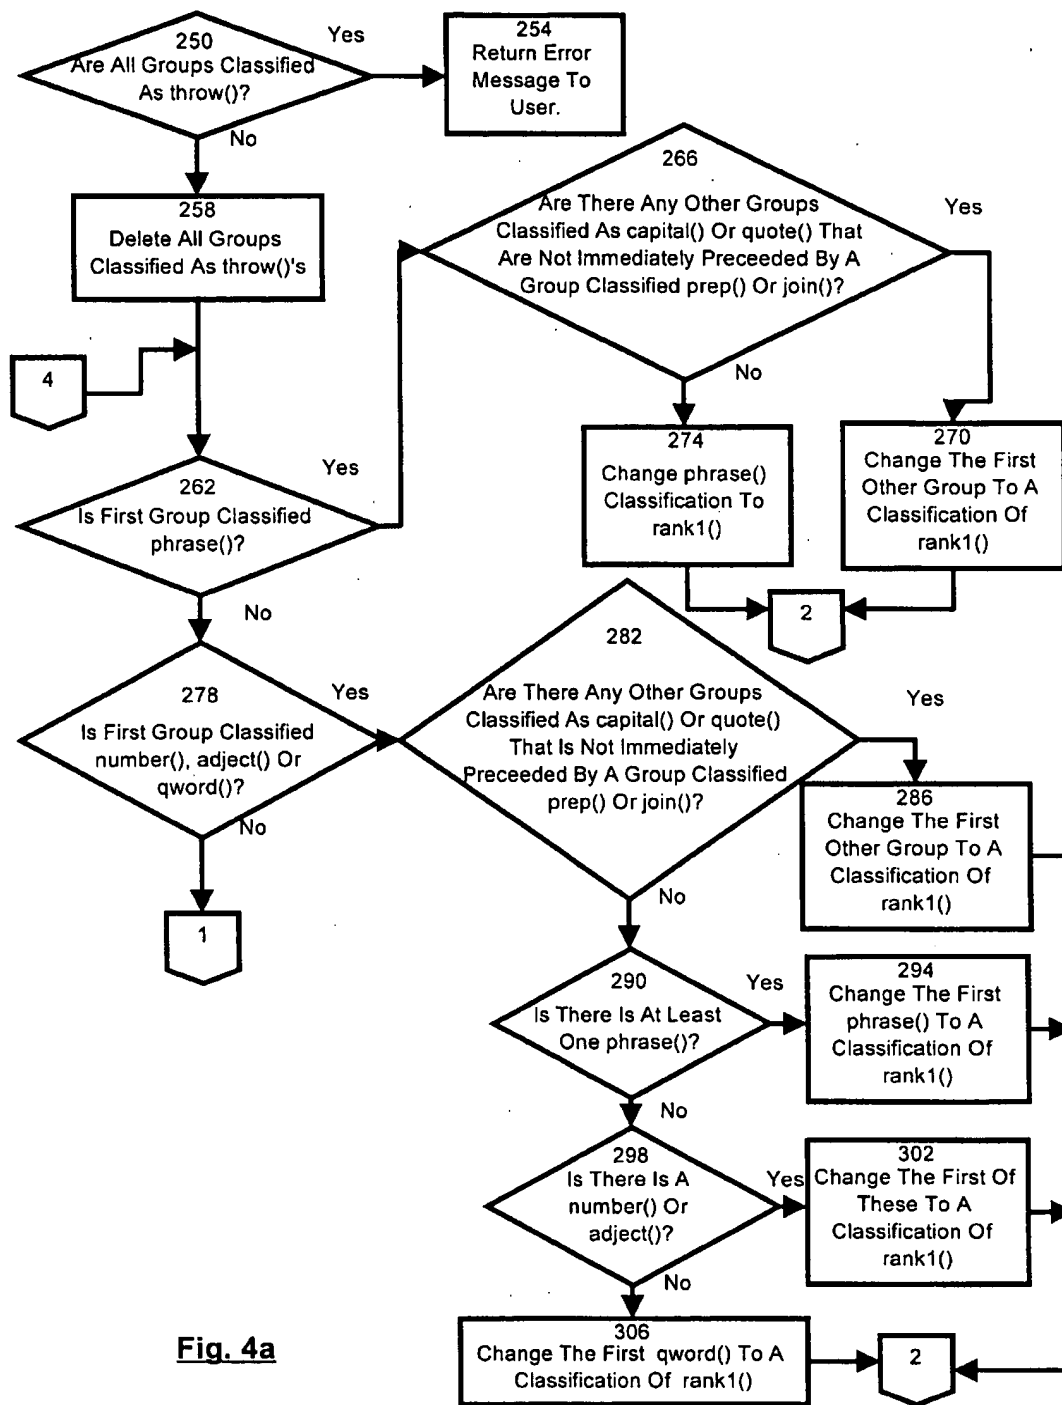 250
Are All Groups Classified
As throw()?
Yes
No
254
Return Error
Message To
User.
258
Delete All Groups
Classified As throw()'s
4
262
Is First Group Classified
phrase()?
Yes
No
266
Are There Any Other Groups
Classified As capital() Or quote() That
Are Not Immediately Preceeded By A
Group Classified prep() Or join()?
Yes
No
274
Change phrase()
Classification To
rank1()
270
Change The First
Other Group To A
Classification Of
rank1()
2
278
Is First Group Classified
number(), adject() Or
qword()?
Yes
No
1
282
Are There Any Other Groups
Classified As capital() Or quote()
That Is Not Immediately
Preceeded By A Group Classified
prep() Or join()?
Yes
No
286
Change The First
Other Group To A
Classification Of
rank1()
290
Is There Is At Least
One phrase()?
Yes
No
294
Change The First
phrase() To A
Classification Of
rank1()
298
Is There Is A
number() Or
adject()?
Yes
No
302
Change The First Of
These To A
Classification Of
rank1()
306
Change The First qword() To A
Classification Of rank1()
2
Fig. 4a